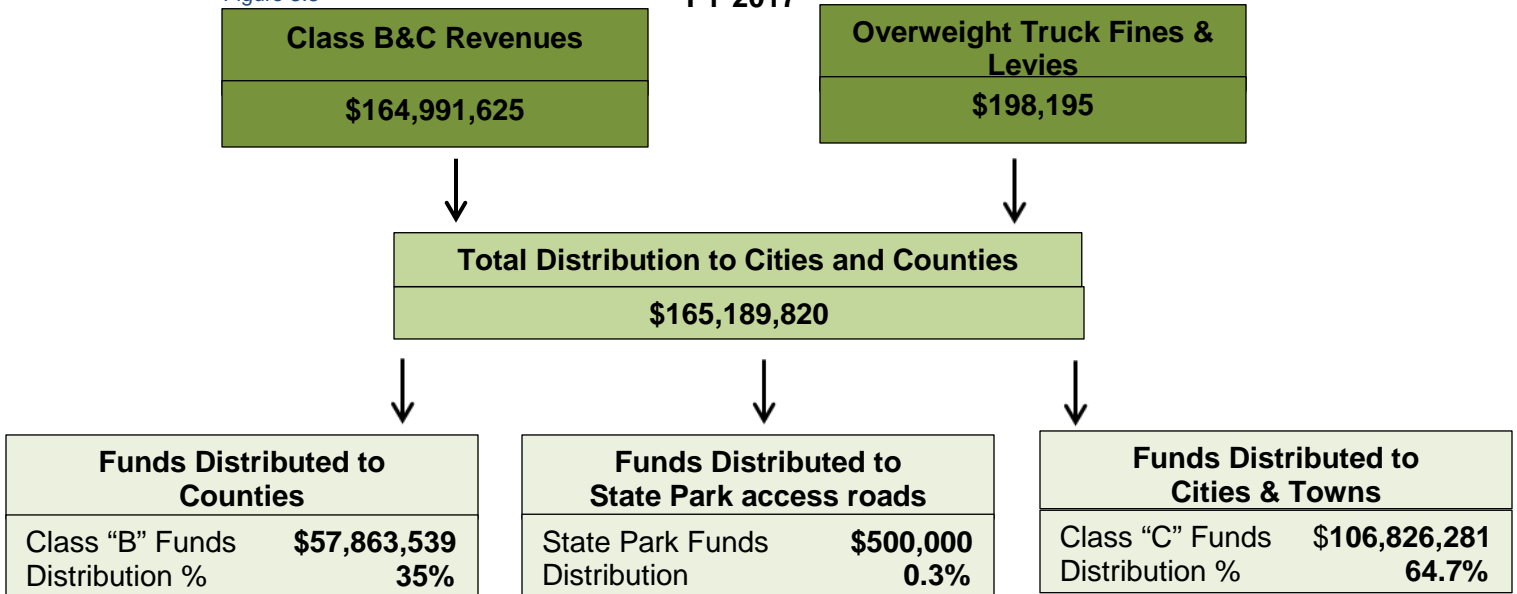 Class B&C Revenues
$164,991,625
Overweight Truck Fines &
Levies
$198,195
Total Distribution to Cities and Counties
$165,189,820
Funds Distributed to
Counties
Class “B” Funds $57,863,539
Distribution % 35%
Funds Distributed to
State Park access roads
State Park Funds $500,000
Distribution 0.3%
Funds Distributed to
Cities & Towns
Class “C” Funds $106,826,281
Distribution % 64.7%